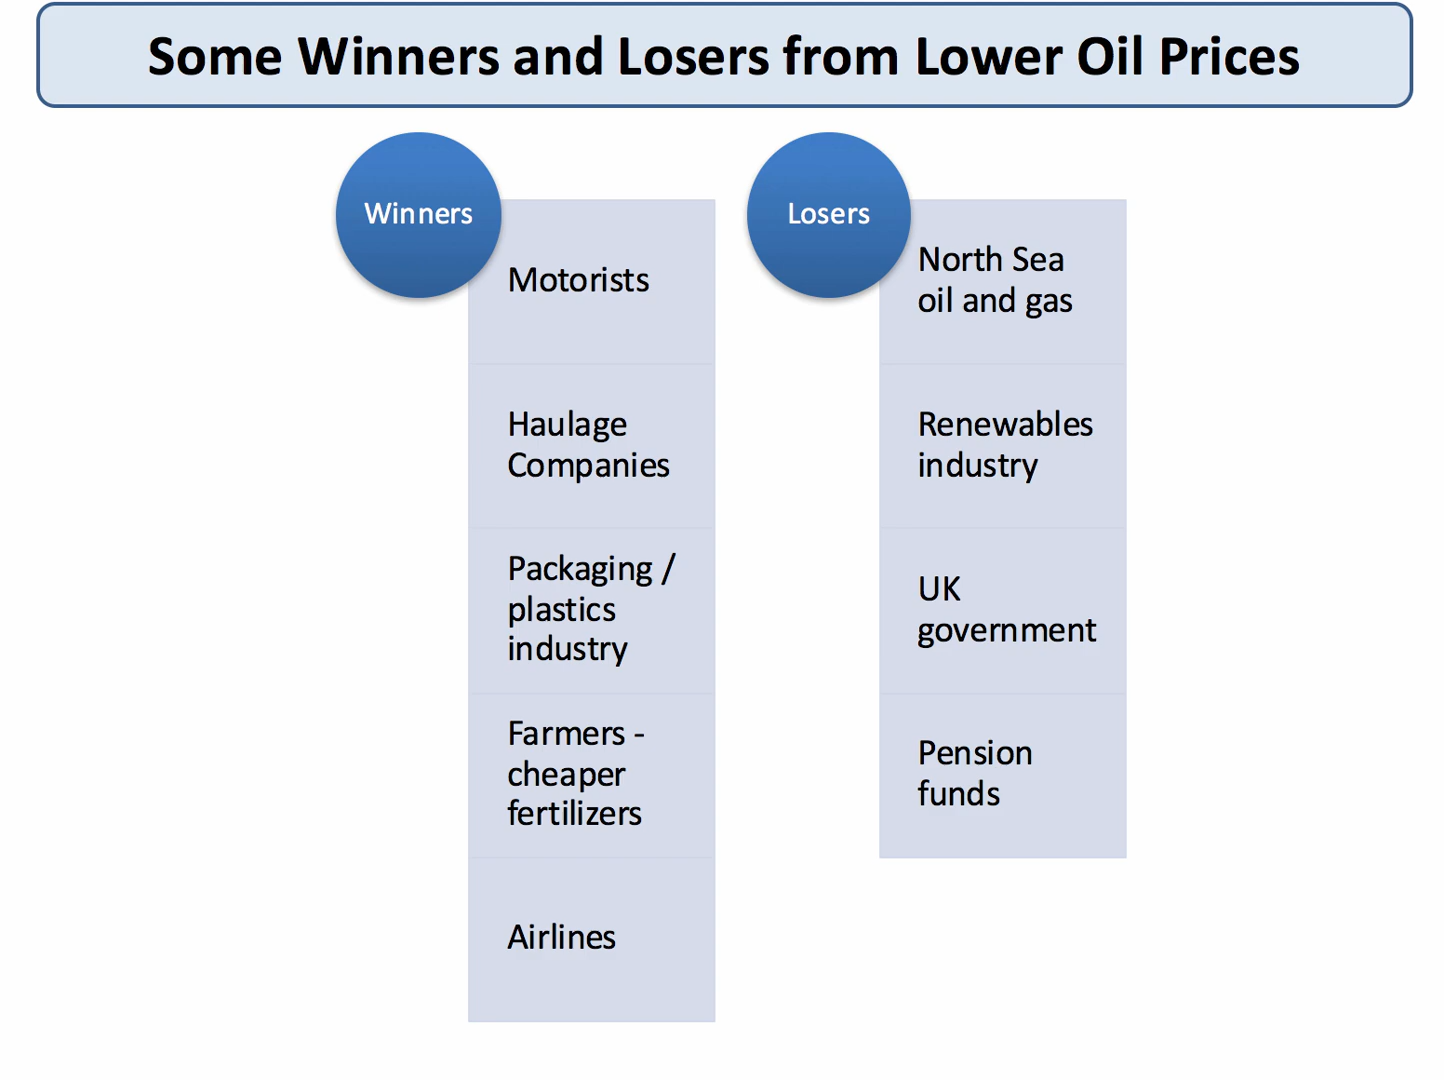 Some Winners and Losers from Lower Oil Prices
Winners
Motorists
Haulage
Companies
Packaging /
plastics
industry
Farmers -
cheaper
fertilizers
Airlines
Losers
North Sea
oil and gas
Renewables
industry
UK
government
Pension
funds